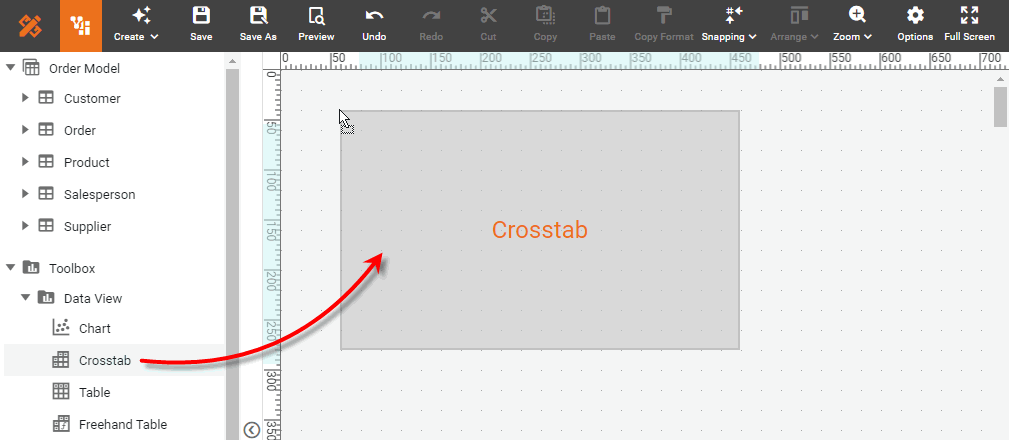 Create Save Save As Preview Undo Redo Cut Copy Paste Copy Format Snapping Arrange Zoom Options Full Screen
0 50 100 150 200 250 300 350 400 450 500 550 600 650 700
Order Model
Customer
Order
Product
Salesperson
Supplier
Toolbox
Data View
Chart
Crosstab
Table
Freehand Table
0
50
100
150
200
250
300
350
Crosstab